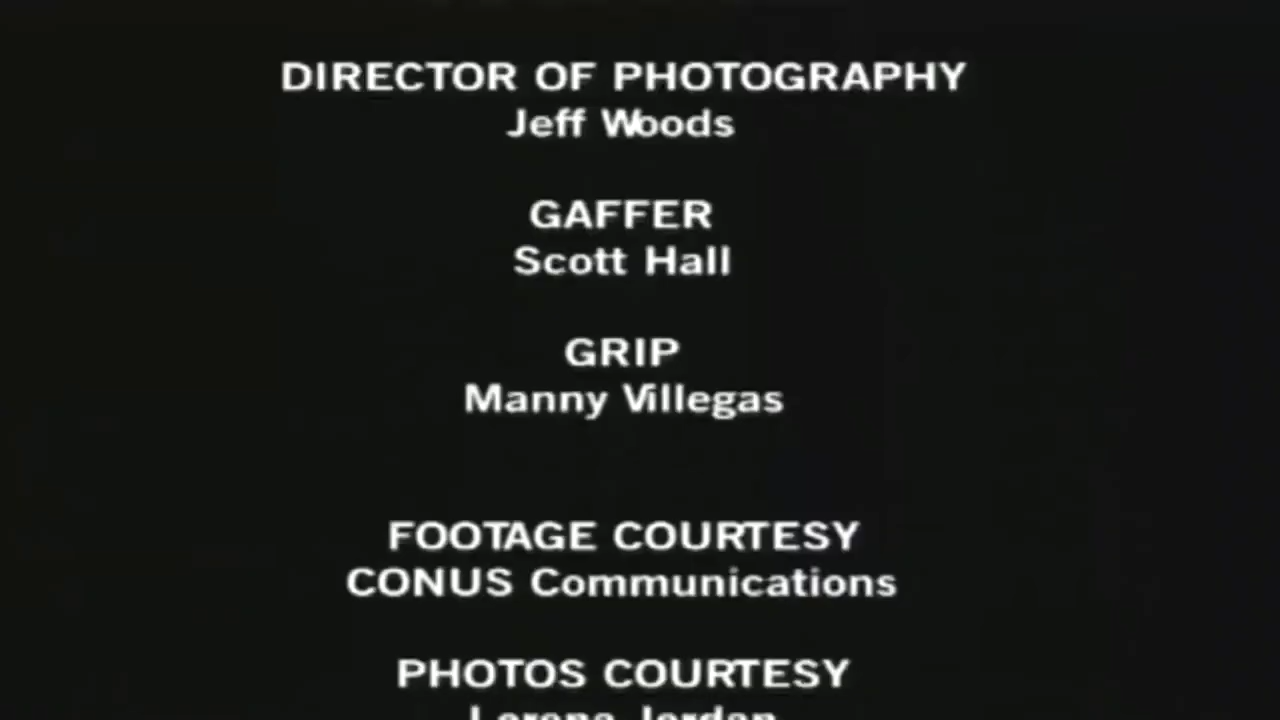 DIRECTOR OF PHOTOGRAPHY
Jeff Woods
GAFFER
Scott Hall
GRIP
Manny Villegas
FOOTAGE COURTESY
CONUS Communications
PHOTOS COURTESY